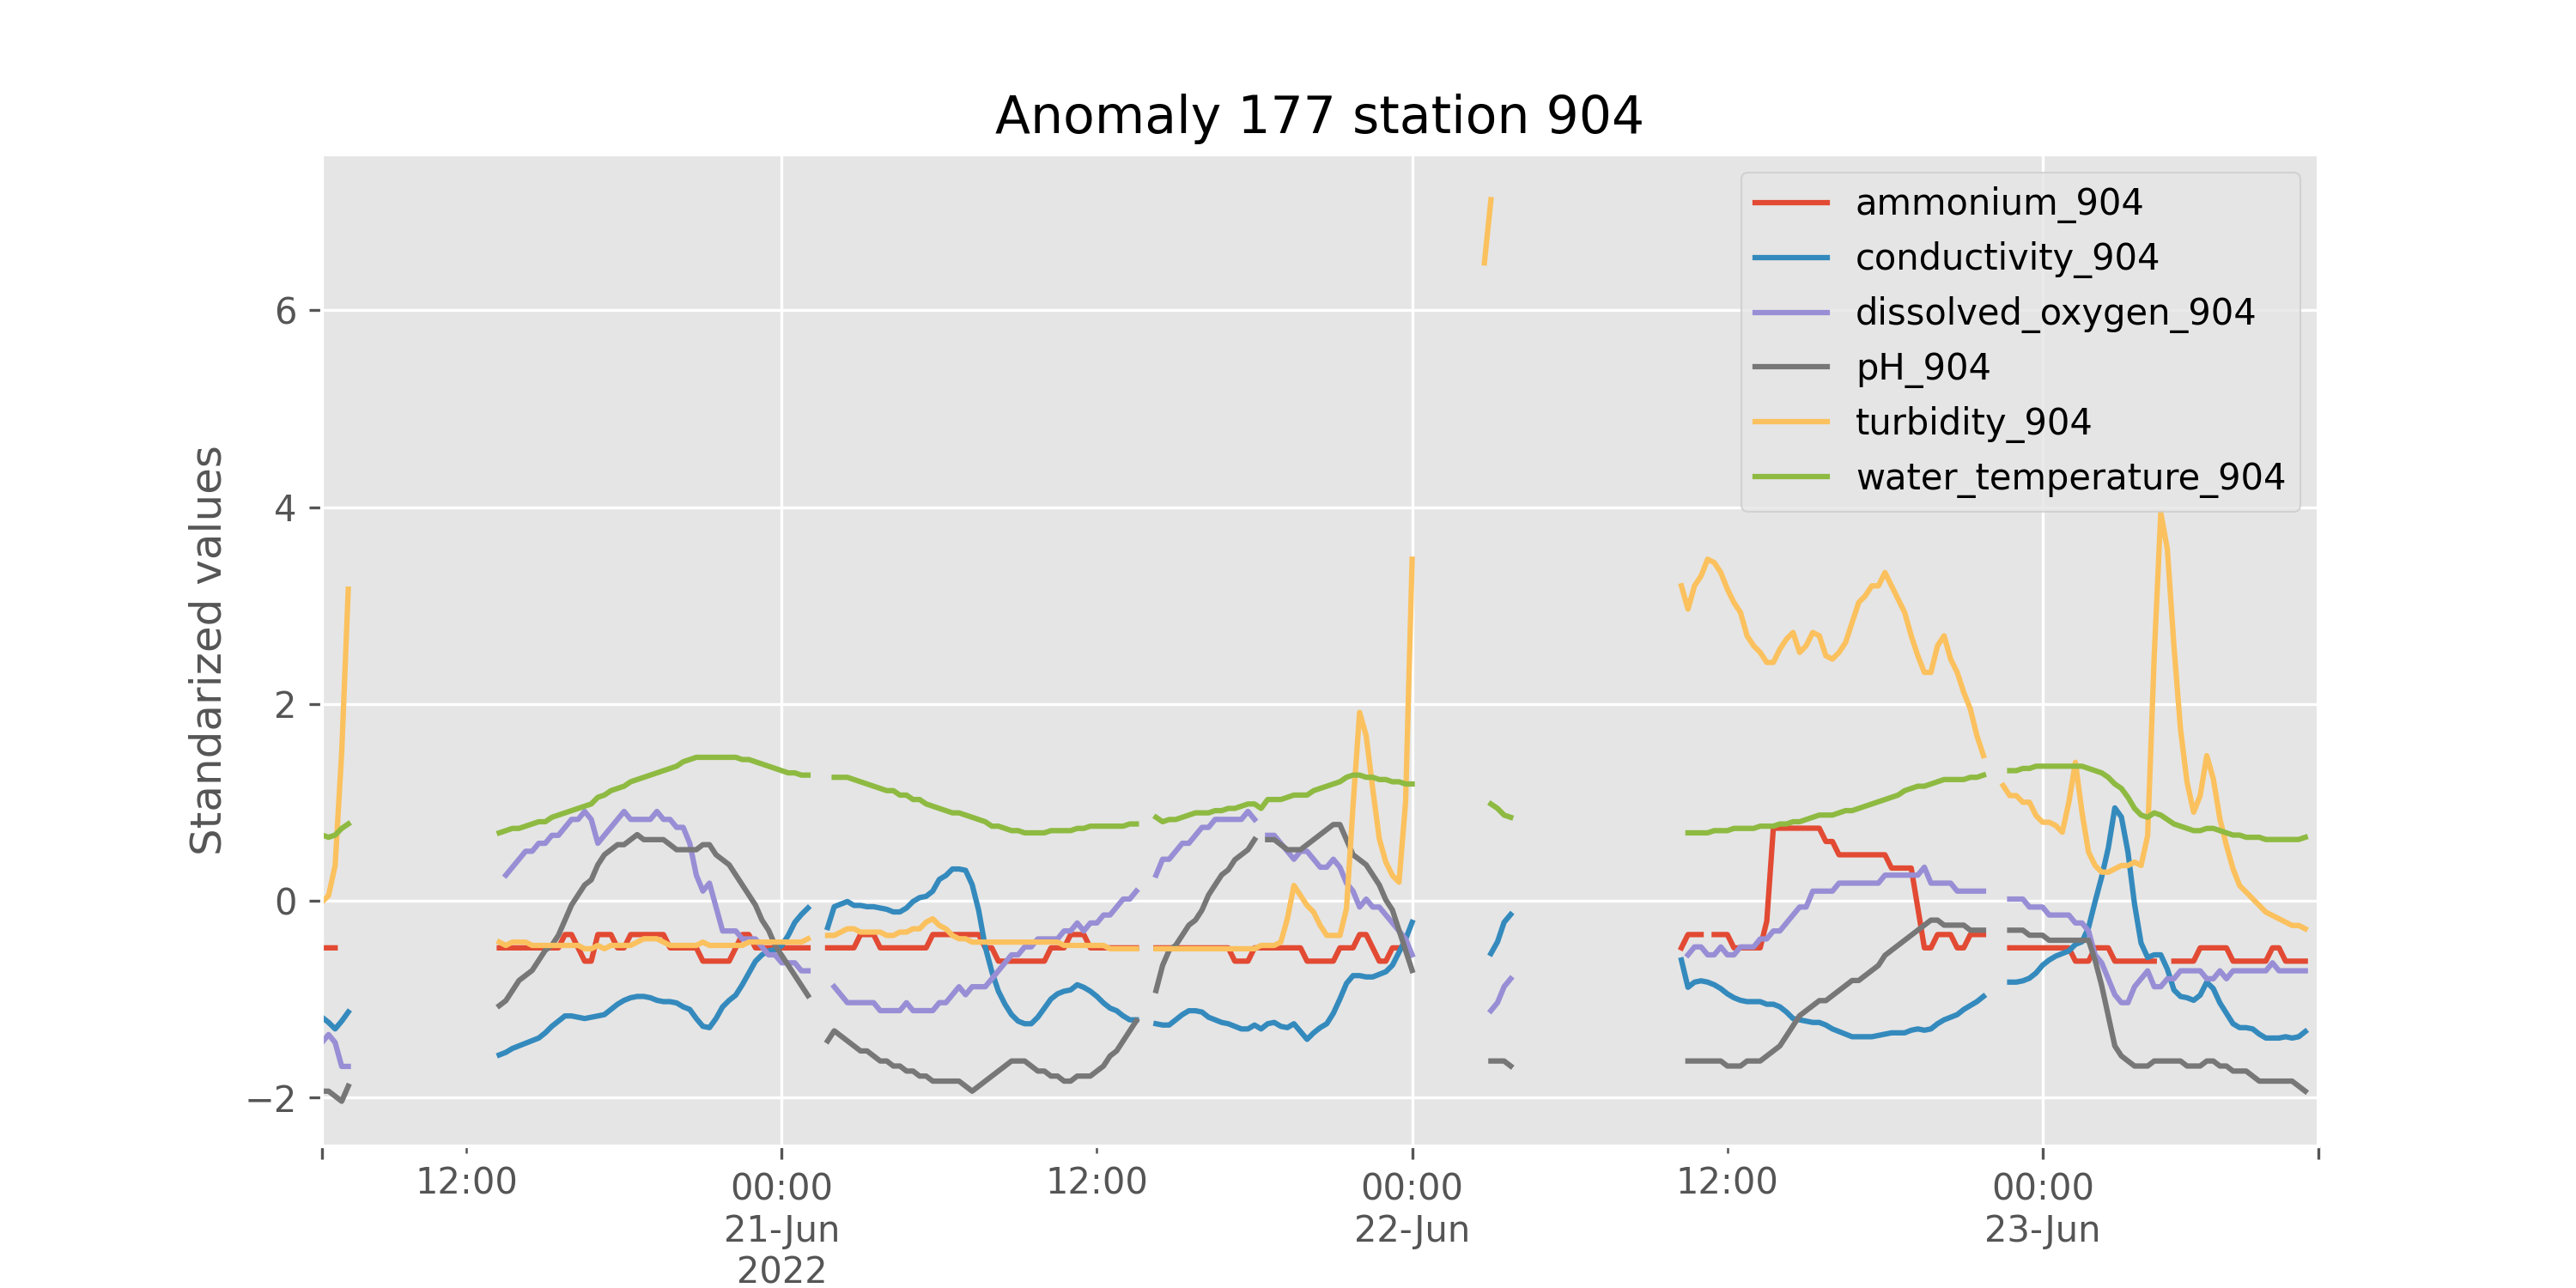 Anomaly 177 station 904
Standarized values
6
4
2
0
−2
ammonium_904
conductivity_904
dissolved_oxygen_904
pH_904
turbidity_904
water_temperature_904
12:00 00:00 12:00 00:00 12:00 00:00
21-Jun 22-Jun 23-Jun
2022